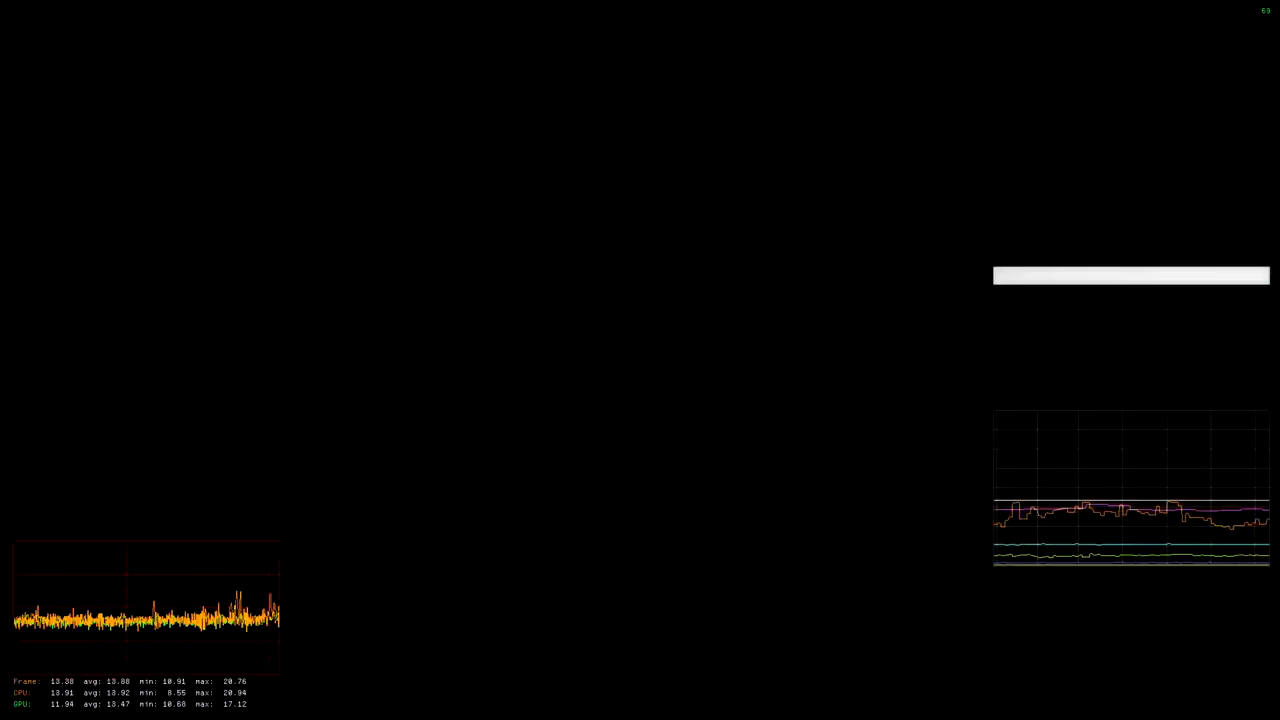 69
Frame: 13.38 avg: 13.88 min: 10.91 max: 20.76
CPU: 13.91 avg: 13.92 min: 8.55 max: 20.94
GPU: 11.94 avg: 13.47 min: 10.68 max: 17.12